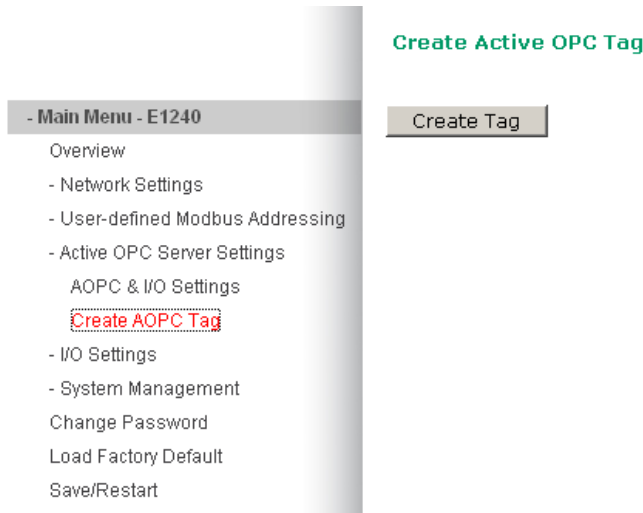 Create Active OPC Tag
- Main Menu - E1240
Create Tag
Overview
- Network Settings
- User-defined Modbus Addressing
- Active OPC Server Settings
AOPC & I/O Settings
Create AOPC Tag
- I/O Settings
- System Management
Change Password
Load Factory Default
Save/Restart